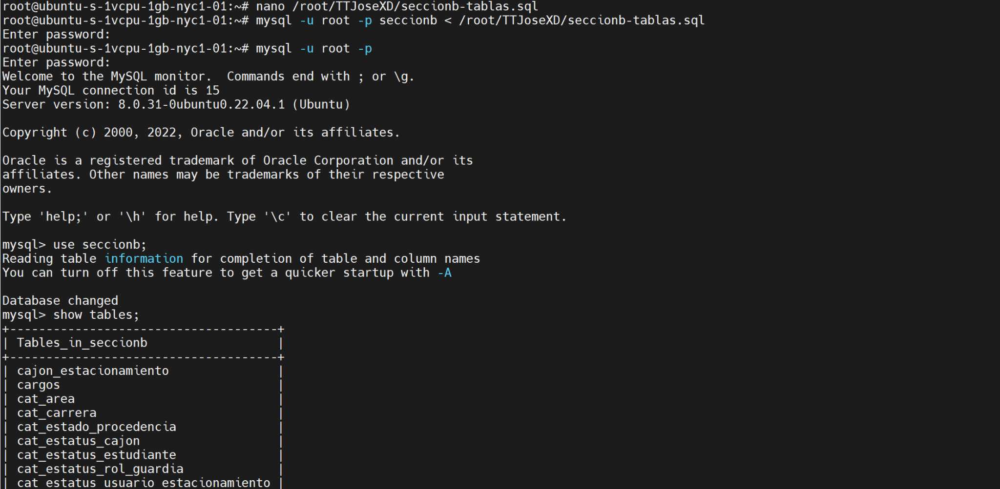 root@ubuntu-s-1vcpu-1gb-nyc1-01:~# nano /root/TTJoseXD/seccionb-tablas.sql
root@ubuntu-s-1vcpu-1gb-nyc1-01:~# mysql -u root -p seccionb < /root/TTJoseXD/seccionb-tablas.sql
Enter password:
root@ubuntu-s-1vcpu-1gb-nyc1-01:~# mysql -u root -p
Enter password:
Welcome to the MySQL monitor.  Commands end with ; or \g.
Your MySQL connection id is 15
Server version: 8.0.31-0ubuntu0.22.04.1 (Ubuntu)

Copyright (c) 2000, 2022, Oracle and/or its affiliates.

Oracle is a registered trademark of Oracle Corporation and/or its
affiliates. Other names may be trademarks of their respective
owners.

Type 'help;' or '\h' for help. Type '\c' to clear the current input statement.

mysql> use seccionb;
Reading table information for completion of table and column names
You can turn off this feature to get a quicker startup with -A

Database changed
mysql> show tables;
+-------------------------------------+
| Tables_in_seccionb                  |
+-------------------------------------+
| cajon_estacionamiento               |
| cargos                              |
| cat_area                            |
| cat_carrera                         |
| cat_estado_procedencia              |
| cat_estatus_cajon                   |
| cat_estatus_estudiante              |
| cat_estatus_rol_guardia             |
| cat_estatus_usuario_estacionamiento |